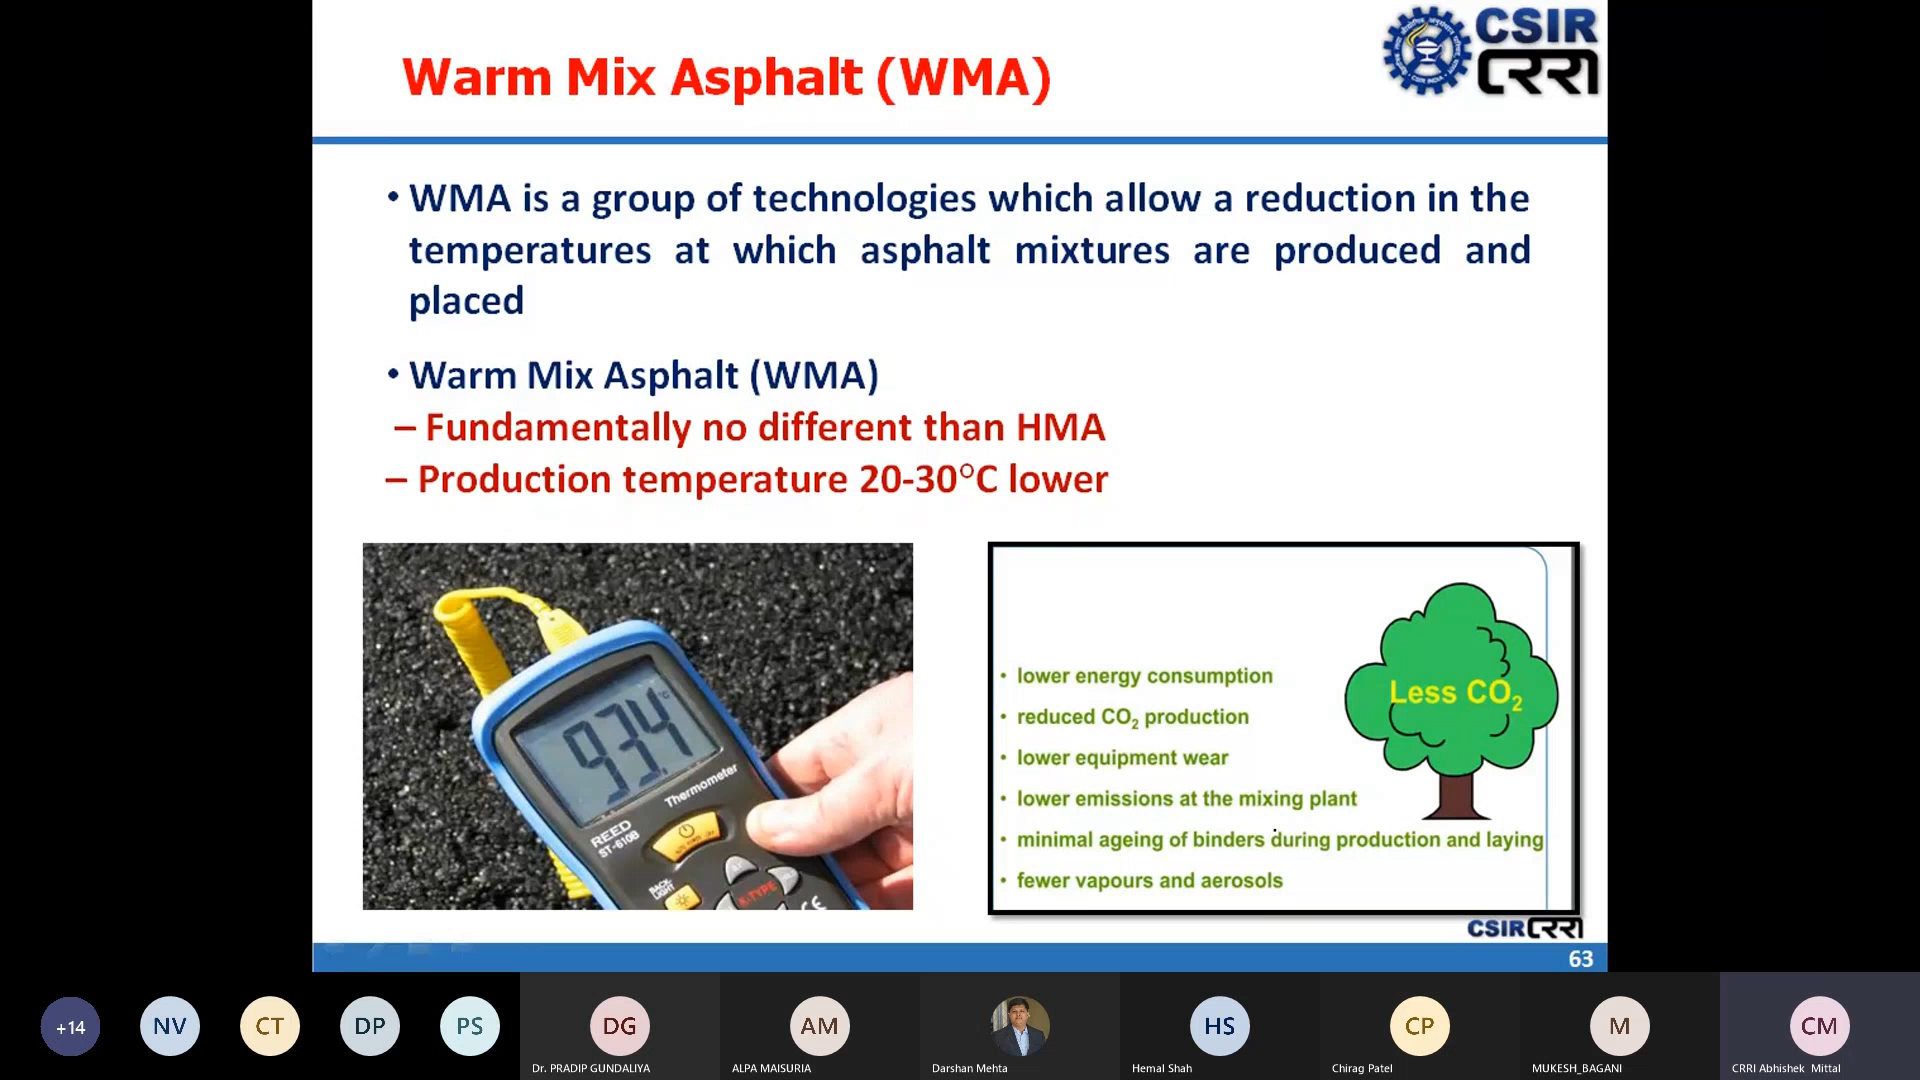 Warm Mix Asphalt (WMA)
CSIR
CRRI
• WMA is a group of technologies which allow a reduction in the
temperatures at which asphalt mixtures are produced and
placed
• Warm Mix Asphalt (WMA)
– Fundamentally no different than HMA
– Production temperature 20-30°C lower
93.4 °C
Thermometer
REED
ST-610B
BACK-
LIGHT
K-TYPE
CE
Less CO₂
• lower energy consumption
• reduced CO₂ production
• lower equipment wear
• lower emissions at the mixing plant
• minimal ageing of binders during production and laying
• fewer vapours and aerosols
CSIR CRRI
63
+14
NV
CT
DP
PS
DG
AM
HS
CP
M
CM
Dr. PRADIP GUNDALIYA
ALPA MAISURIA
Darshan Mehta
Hemal Shah
Chirag Patel
MUKESH_BAGANI
CRRI Abhishek Mittal